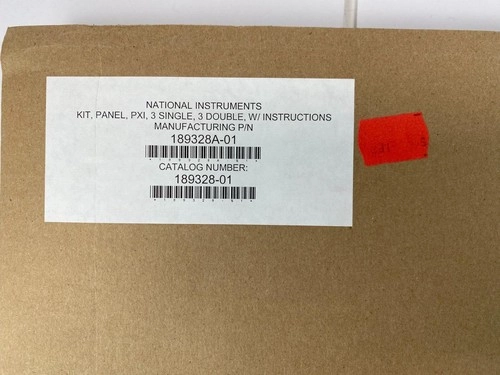 NATIONAL INSTRUMENTS
KIT, PANEL, PXI, 3 SINGLE, 3 DOUBLE, W/ INSTRUCTIONS
MANUFACTURING P/N
189328A-01
CATALOG NUMBER:
189328-01